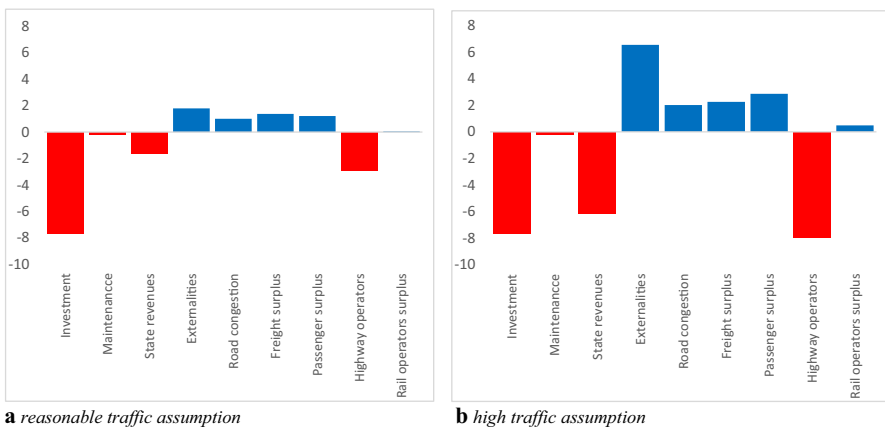 8
6
4
2
0
-2
-4
-6
-8
-10
Investment
Maintenancce
State revenues
Externalities
Road congestion
Freight surplus
Passenger surplus
Highway operators
Rail operators surplus
a reasonable traffic assumption
8
6
4
2
0
-2
-4
-6
-8
-10
Investment
Maintenancce
State revenues
Externalities
Road congestion
Freight surplus
Passenger surplus
Highway operators
Rail operators surplus
b high traffic assumption